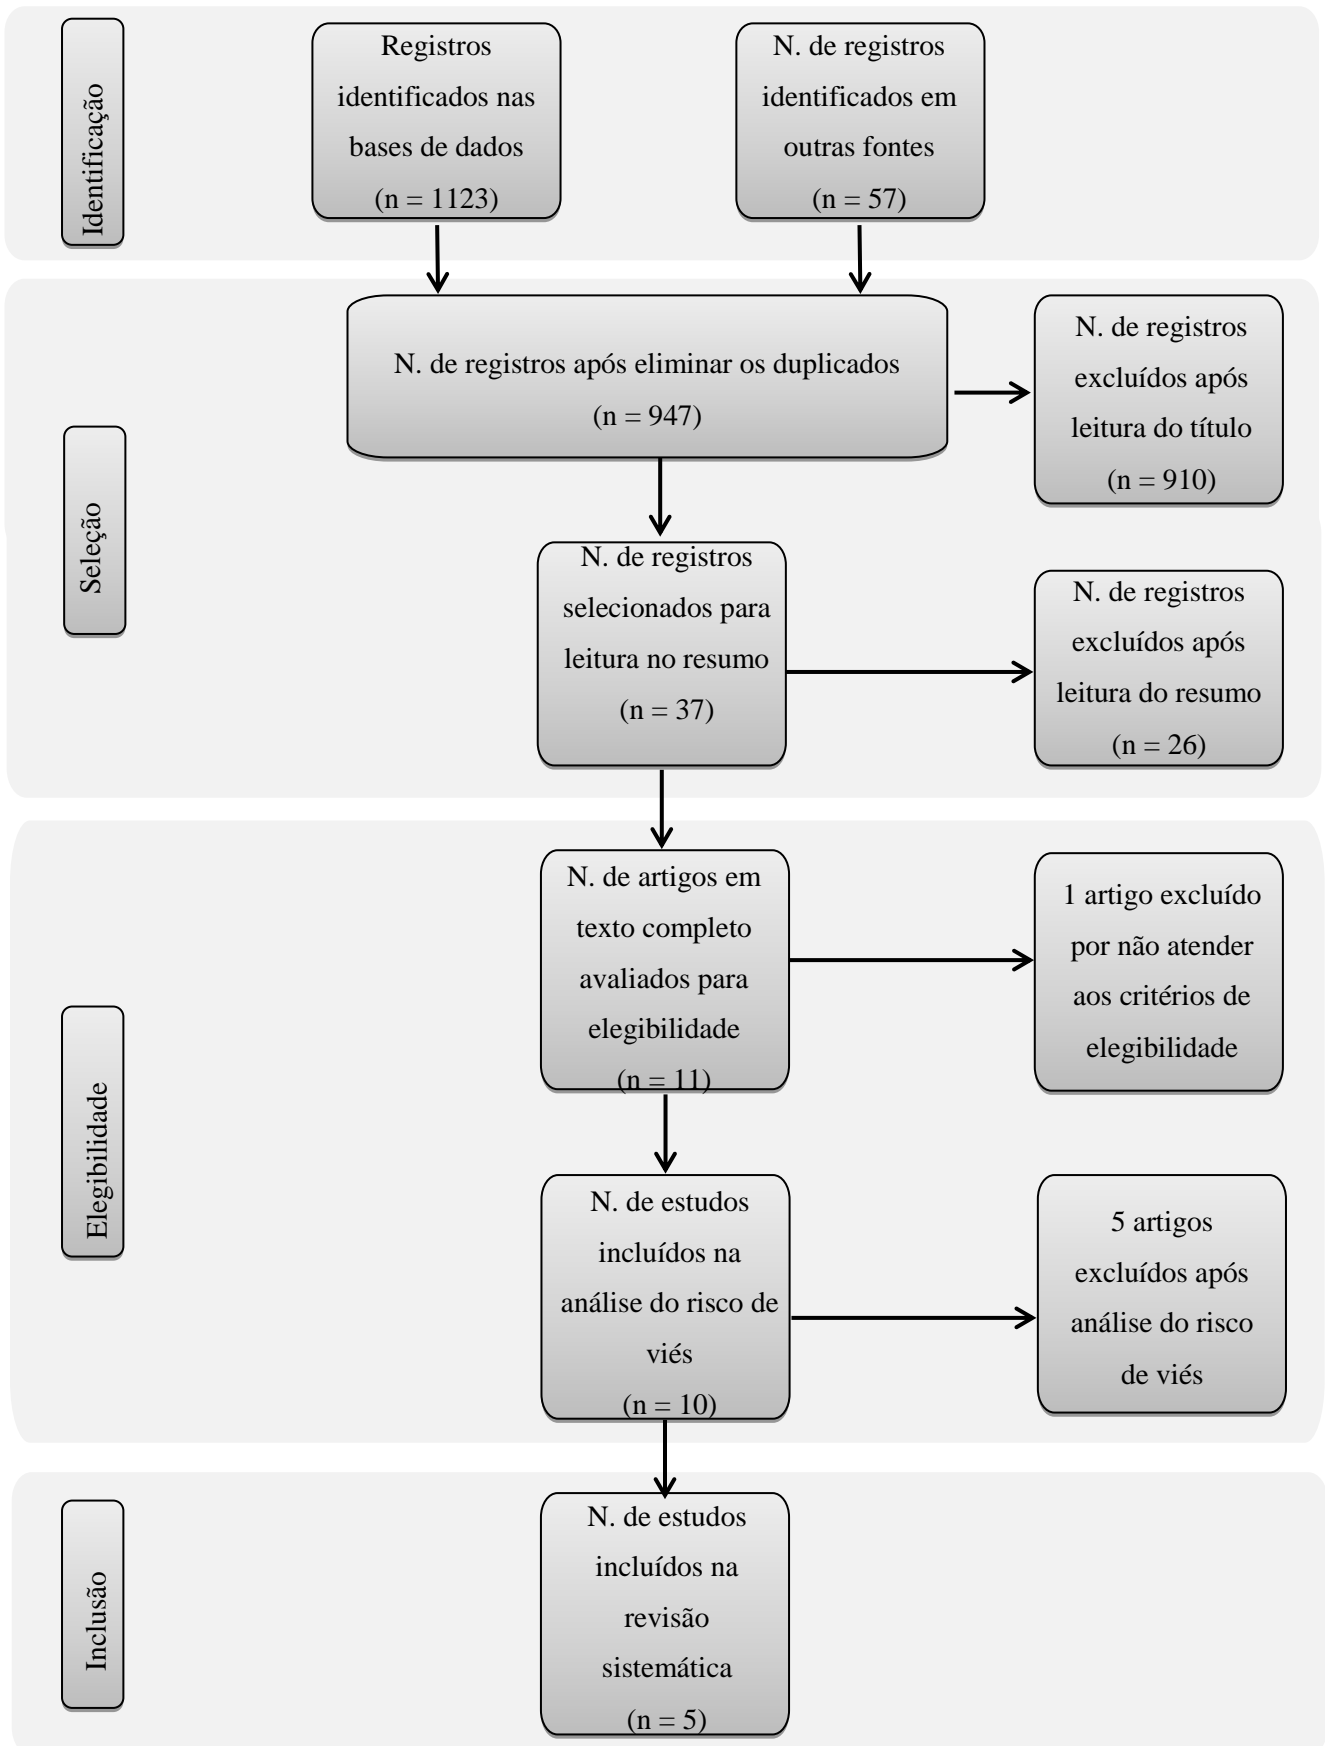 Identificação
Registros
identificados nas
bases de dados
(n = 1123)
N. de registros
identificados em
outras fontes
(n = 57)
Seleção
N. de registros após eliminar os duplicados
(n = 947)
N. de registros
excluídos após
leitura do título
(n = 910)
N. de registros
selecionados para
leitura no resumo
(n = 37)
N. de registros
excluídos após
leitura do resumo
(n = 26)
Elegibilidade
N. de artigos em
texto completo
avaliados para
elegibilidade
(n = 11)
1 artigo excluído
por não atender
aos critérios de
elegibilidade
N. de estudos
incluídos na
análise do risco de
viés
(n = 10)
5 artigos
excluídos após
análise do risco
de viés
Inclusão
N. de estudos
incluídos na
revisão
sistemática
(n = 5)